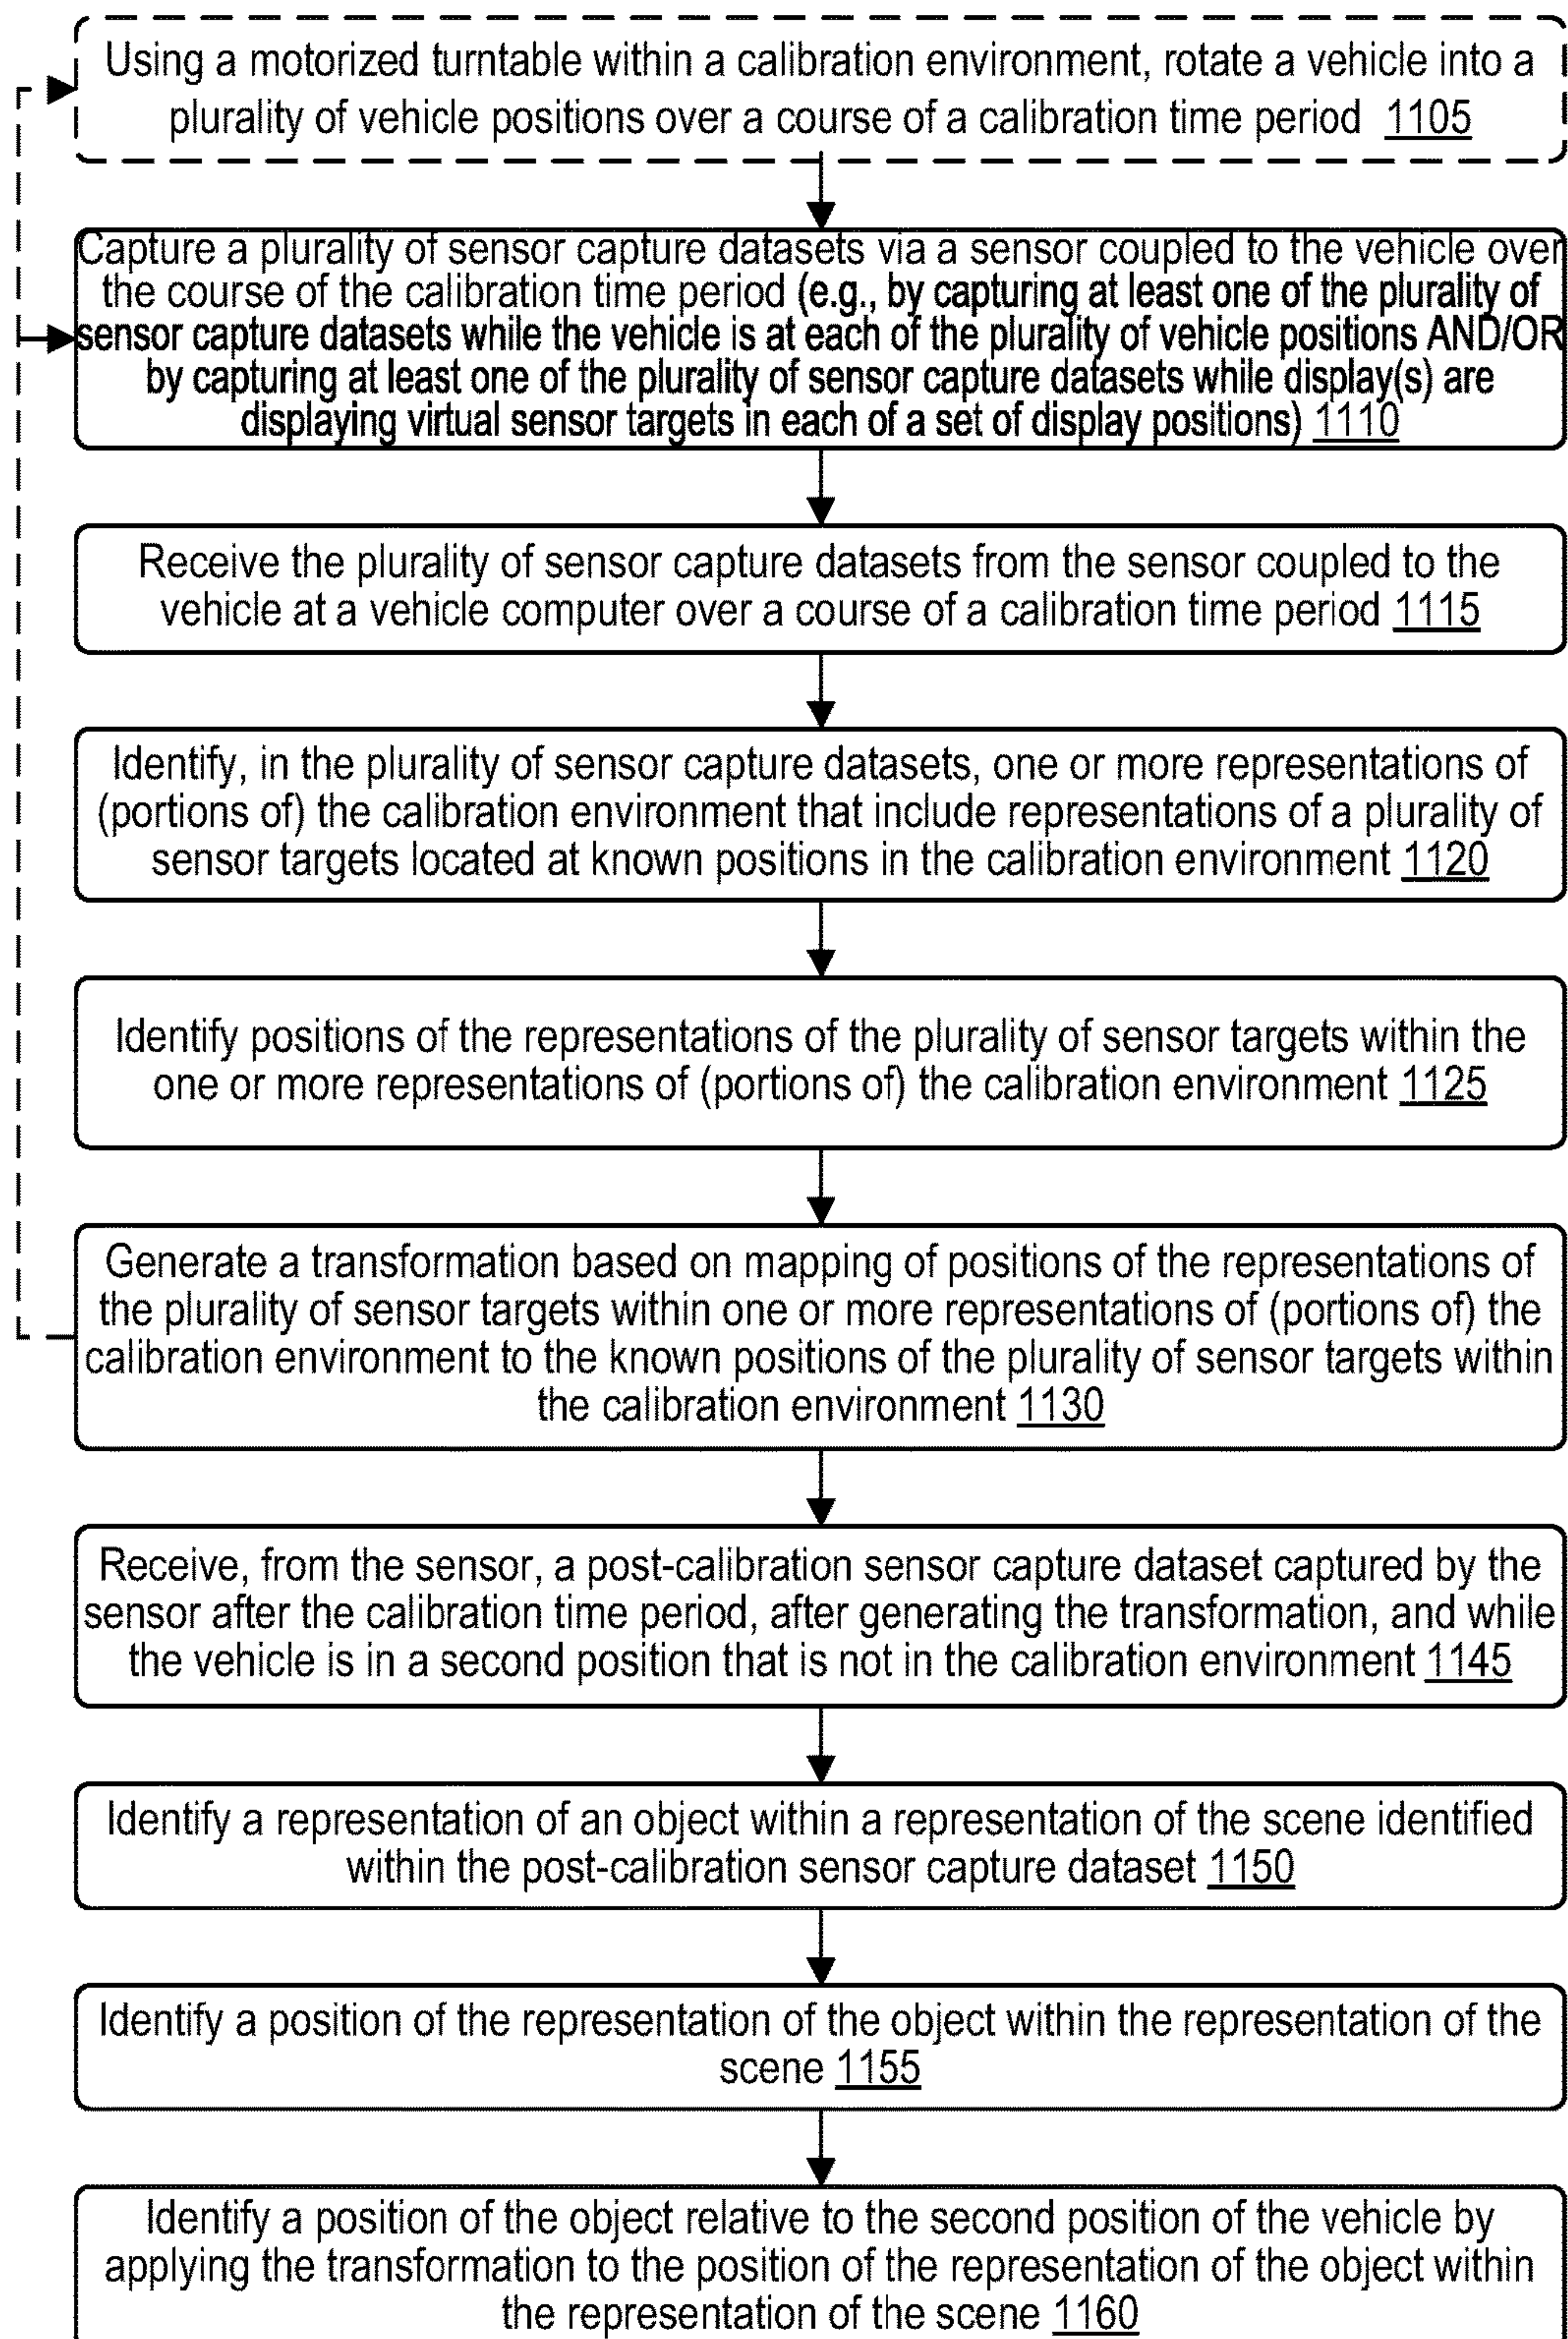 Using a motorized turntable within a calibration environment, rotate a vehicle into a
plurality of vehicle positions over a course of a calibration time period 1105
Capture a plurality of sensor capture datasets via a sensor coupled to the vehicle over
the course of the calibration time period (e.g., by capturing at least one of the plurality of
sensor capture datasets while the vehicle is at each of the plurality of vehicle positions AND/OR
by capturing at least one of the plurality of sensor capture datasets while display(s) are
displaying virtual sensor targets in each of a set of display positions) 1110
Receive the plurality of sensor capture datasets from the sensor coupled to the
vehicle at a vehicle computer over a course of a calibration time period 1115
Identify, in the plurality of sensor capture datasets, one or more representations of
(portions of) the calibration environment that include representations of a plurality of
sensor targets located at known positions in the calibration environment 1120
Identify positions of the representations of the plurality of sensor targets within the
one or more representations of (portions of) the calibration environment 1125
Generate a transformation based on mapping of positions of the representations of
the plurality of sensor targets within one or more representations of (portions of) the
calibration environment to the known positions of the plurality of sensor targets within
the calibration environment 1130
Receive, from the sensor, a post-calibration sensor capture dataset captured by the
sensor after the calibration time period, after generating the transformation, and while
the vehicle is in a second position that is not in the calibration environment 1145
Identify a representation of an object within a representation of the scene identified
within the post-calibration sensor capture dataset 1150
Identify a position of the representation of the object within the representation of the
scene 1155
Identify a position of the object relative to the second position of the vehicle by
applying the transformation to the position of the representation of the object within
the representation of the scene 1160